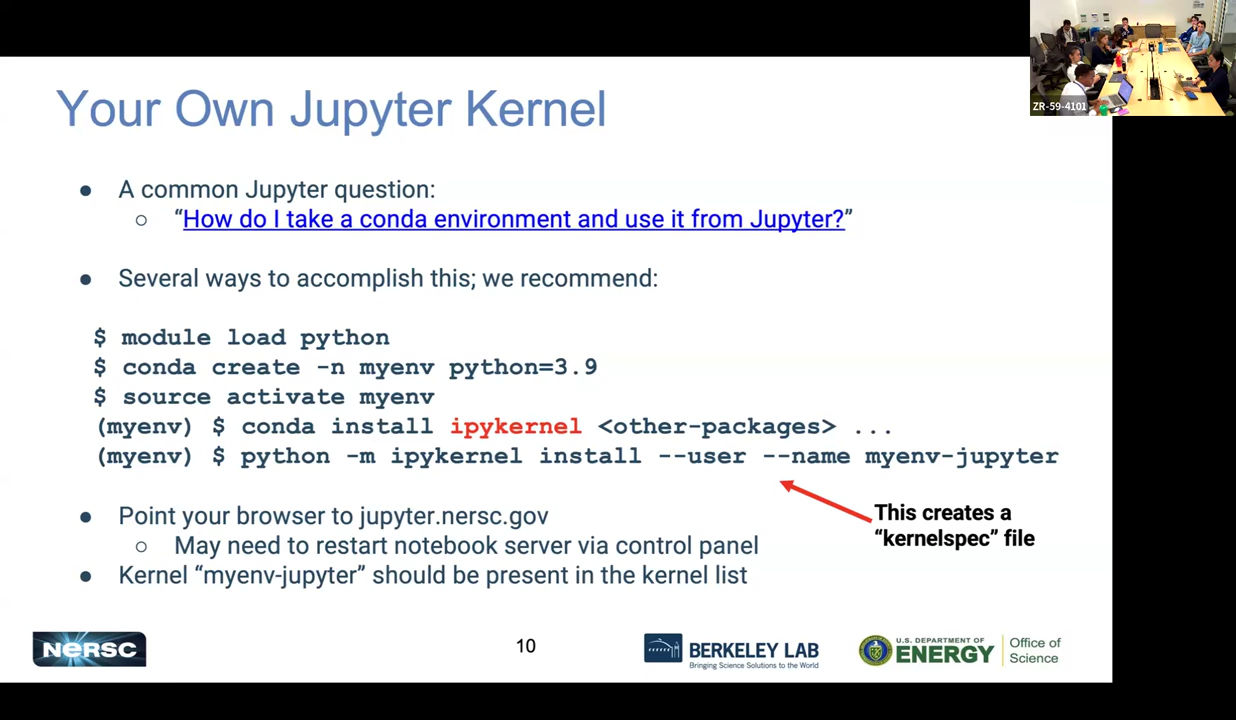 ZR-59-4101
Your Own Jupyter Kernel
● A common Jupyter question:
○ “How do I take a conda environment and use it from Jupyter?”
● Several ways to accomplish this; we recommend:
$ module load python
$ conda create -n myenv python=3.9
$ source activate myenv
(myenv) $ conda install ipykernel <other-packages> ...
(myenv) $ python -m ipykernel install --user --name myenv-jupyter
This creates a
“kernelspec” file
● Point your browser to jupyter.nersc.gov
○ May need to restart notebook server via control panel
● Kernel “myenv-jupyter” should be present in the kernel list
NERSC
10
BERKELEY LAB
Bringing Science Solutions to the World
U.S. DEPARTMENT OF
ENERGY
Office of
Science